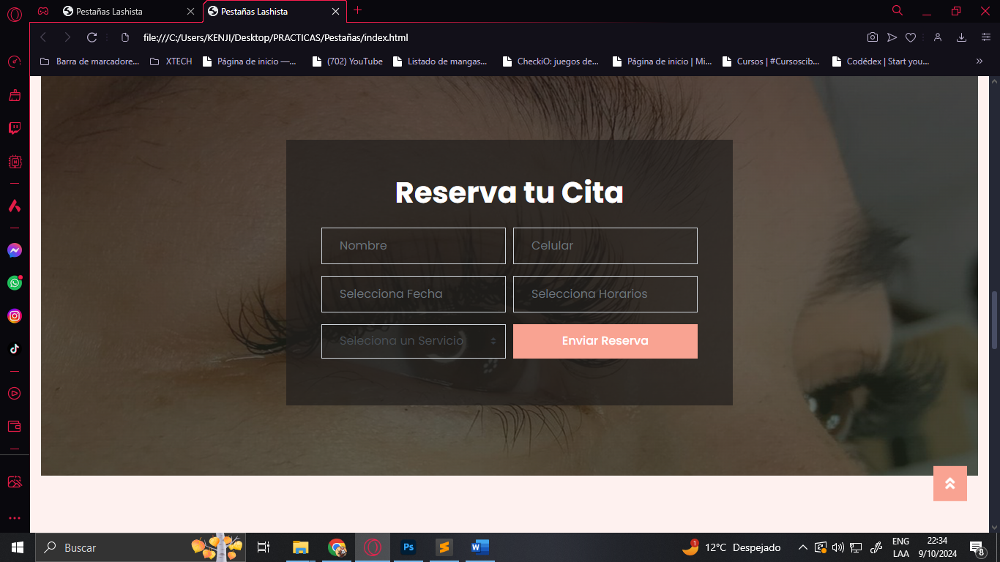 Pestañas Lashista
Pestañas Lashista
file:///C:/Users/KENJI/Desktop/PRACTICAS/Pestañas/index.html
Barra de marcadore...
XTECH
Página de inicio —...
(702) YouTube
Listado de mangas...
CheckiO: juegos de...
Página de inicio | Mi...
Cursos | #Cursoscib...
Codédex | Start you...
Reserva tu Cita
Nombre
Celular
Selecciona Fecha
Selecciona Horarios
Seleciona un Servicio
Enviar Reserva
Buscar
Ps
W
1
12°C Despejado
ENG
LAA
22:34
9/10/2024
8